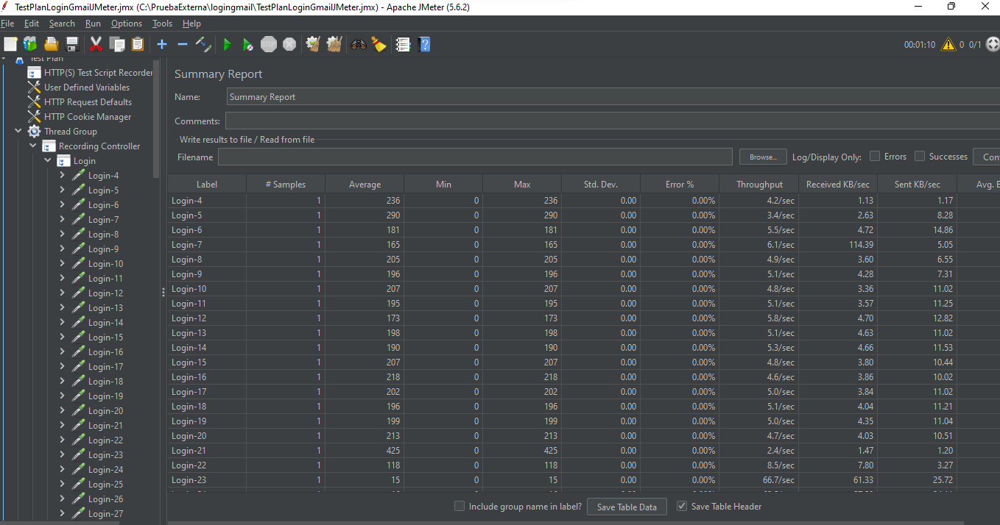 TestPlanLoginGmailJMeter.jmx (C:\PruebaExterna\logingmail\TestPlanLoginGmailJMeter.jmx) - Apache JMeter (5.6.2)
File Edit Search Run Options Tools Help
STOP 00:01:10 0 0/1
Test Plan
HTTP(S) Test Script Recorder
User Defined Variables
HTTP Request Defaults
HTTP Cookie Manager
Thread Group
Recording Controller
Login
Login-4
Login-5
Login-6
Login-7
Login-8
Login-9
Login-10
Login-11
Login-12
Login-13
Login-14
Login-15
Login-16
Login-17
Login-18
Login-19
Login-20
Login-21
Login-22
Login-23
Login-24
Login-25
Login-26
Login-27
Summary Report
Name: Summary Report
Comments:
Write results to file / Read from file
Filename Browse... Log/Display Only: Errors Successes Con
Label # Samples Average Min Max Std. Dev. Error % Throughput Received KB/sec Sent KB/sec Avg. 
Login-4 1 236 0 236 0.00 0.00% 4.2/sec 1.13 1.17
Login-5 1 290 0 290 0.00 0.00% 3.4/sec 2.63 8.28
Login-6 1 181 0 181 0.00 0.00% 5.5/sec 4.72 14.86
Login-7 1 165 0 165 0.00 0.00% 6.1/sec 114.39 5.05
Login-8 1 205 0 205 0.00 0.00% 4.9/sec 3.60 6.55
Login-9 1 196 0 196 0.00 0.00% 5.1/sec 4.28 7.31
Login-10 1 207 0 207 0.00 0.00% 4.8/sec 3.36 11.02
Login-11 1 195 0 195 0.00 0.00% 5.1/sec 3.57 11.25
Login-12 1 173 0 173 0.00 0.00% 5.8/sec 4.70 12.82
Login-13 1 198 0 198 0.00 0.00% 5.1/sec 4.63 11.02
Login-14 1 190 0 190 0.00 0.00% 5.3/sec 4.66 11.53
Login-15 1 207 0 207 0.00 0.00% 4.8/sec 3.80 10.44
Login-16 1 218 0 218 0.00 0.00% 4.6/sec 3.86 10.02
Login-17 1 202 0 202 0.00 0.00% 5.0/sec 3.84 11.02
Login-18 1 196 0 196 0.00 0.00% 5.1/sec 4.04 11.21
Login-19 1 199 0 199 0.00 0.00% 5.0/sec 4.35 11.04
Login-20 1 213 0 213 0.00 0.00% 4.7/sec 4.03 10.51
Login-21 1 425 0 425 0.00 0.00% 2.4/sec 1.47 1.20
Login-22 1 118 0 118 0.00 0.00% 8.5/sec 7.80 3.27
Login-23 1 15 0 15 0.00 0.00% 66.7/sec 61.33 25.72
Include group name in label? Save Table Data Save Table Header